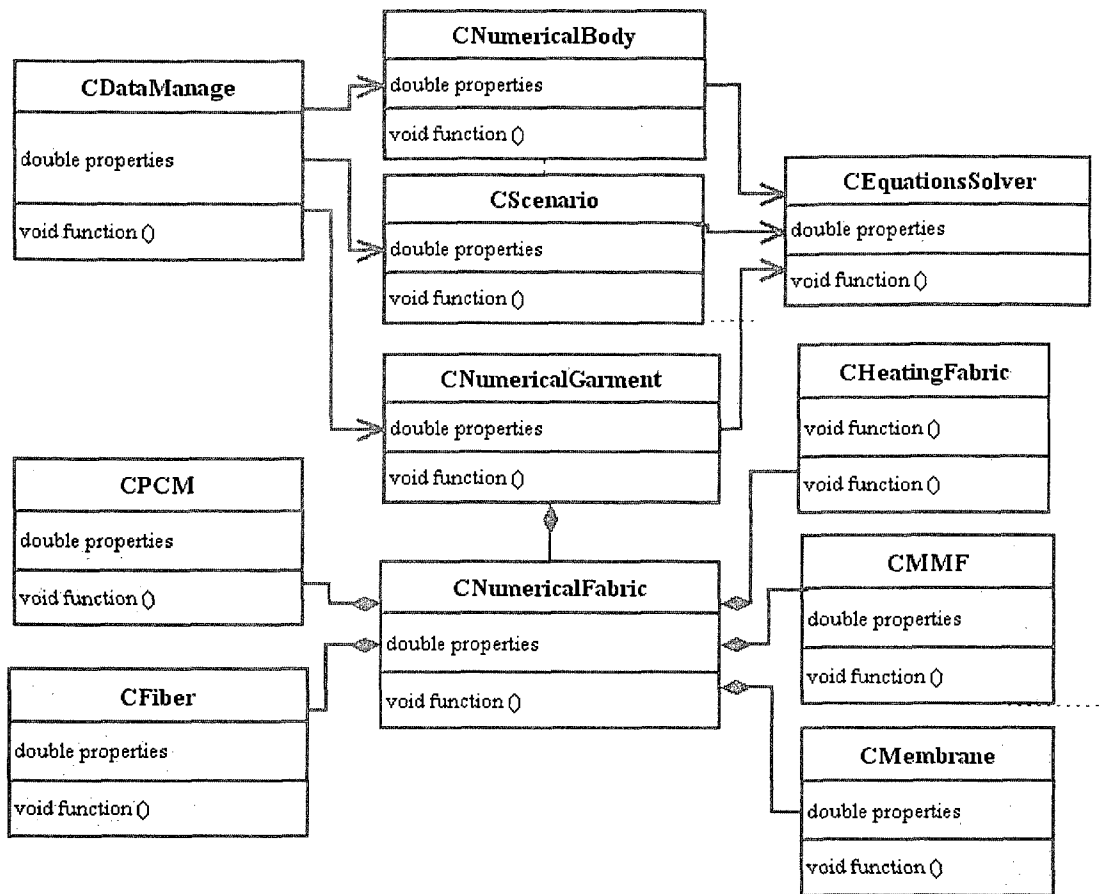 CDataManage
double properties
void function ()
CNumericalBody
double properties
void function ()
CScenario
double properties
void function ()
CEquationsSolver
double properties
void function ()
CNumericalGarment
double properties
void function ()
CHeatingFabric
void function ()
void function ()
CPCM
double properties
void function ()
CNumericalFabric
double properties
void function ()
CMMF
double properties
void function ()
CFiber
double properties
void function ()
CMembrane
double properties
void function ()